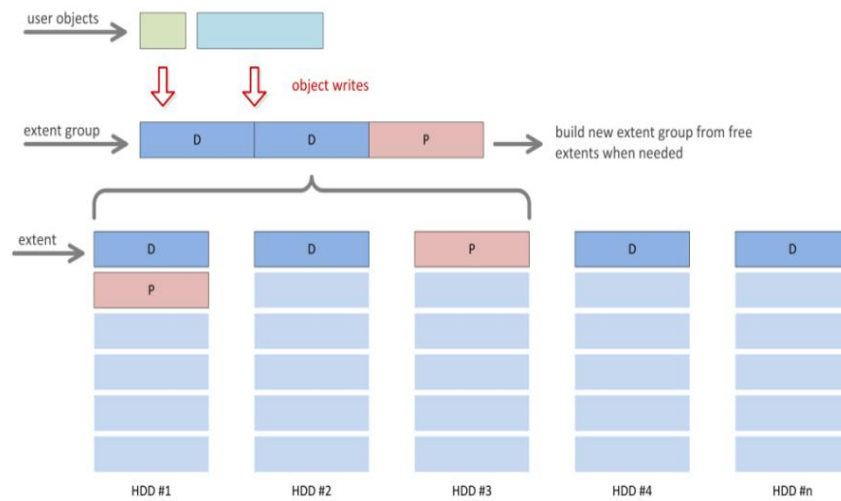 user objects
object writes
extent group
D D P
build new extent group from free
extents when needed
extent
D D P D D
P
HDD #1 HDD #2 HDD #3 HDD #4 HDD #n